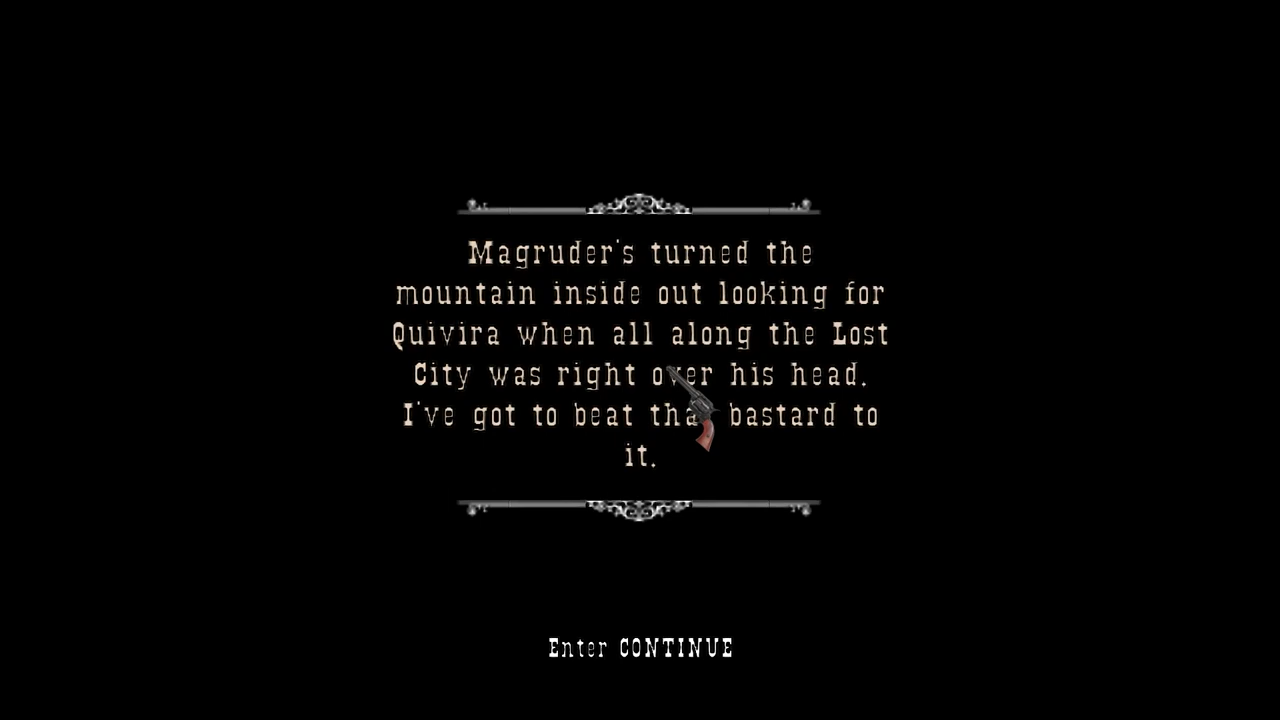 Magruder's turned the
mountain inside out looking for
Quivira when all along the Lost
City was right over his head.
I've got to beat that bastard to
it.
Enter CONTINUE